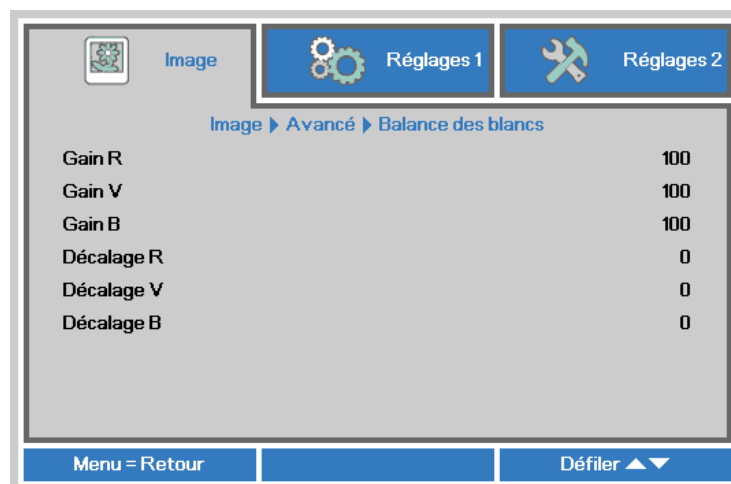 Image
Réglages 1
Réglages 2
Image ▶ Avancé ▶ Balance des blancs
Gain R 100
Gain V 100
Gain B 100
Décalage R 0
Décalage V 0
Décalage B 0
Menu = Retour
Défiler ▲▼